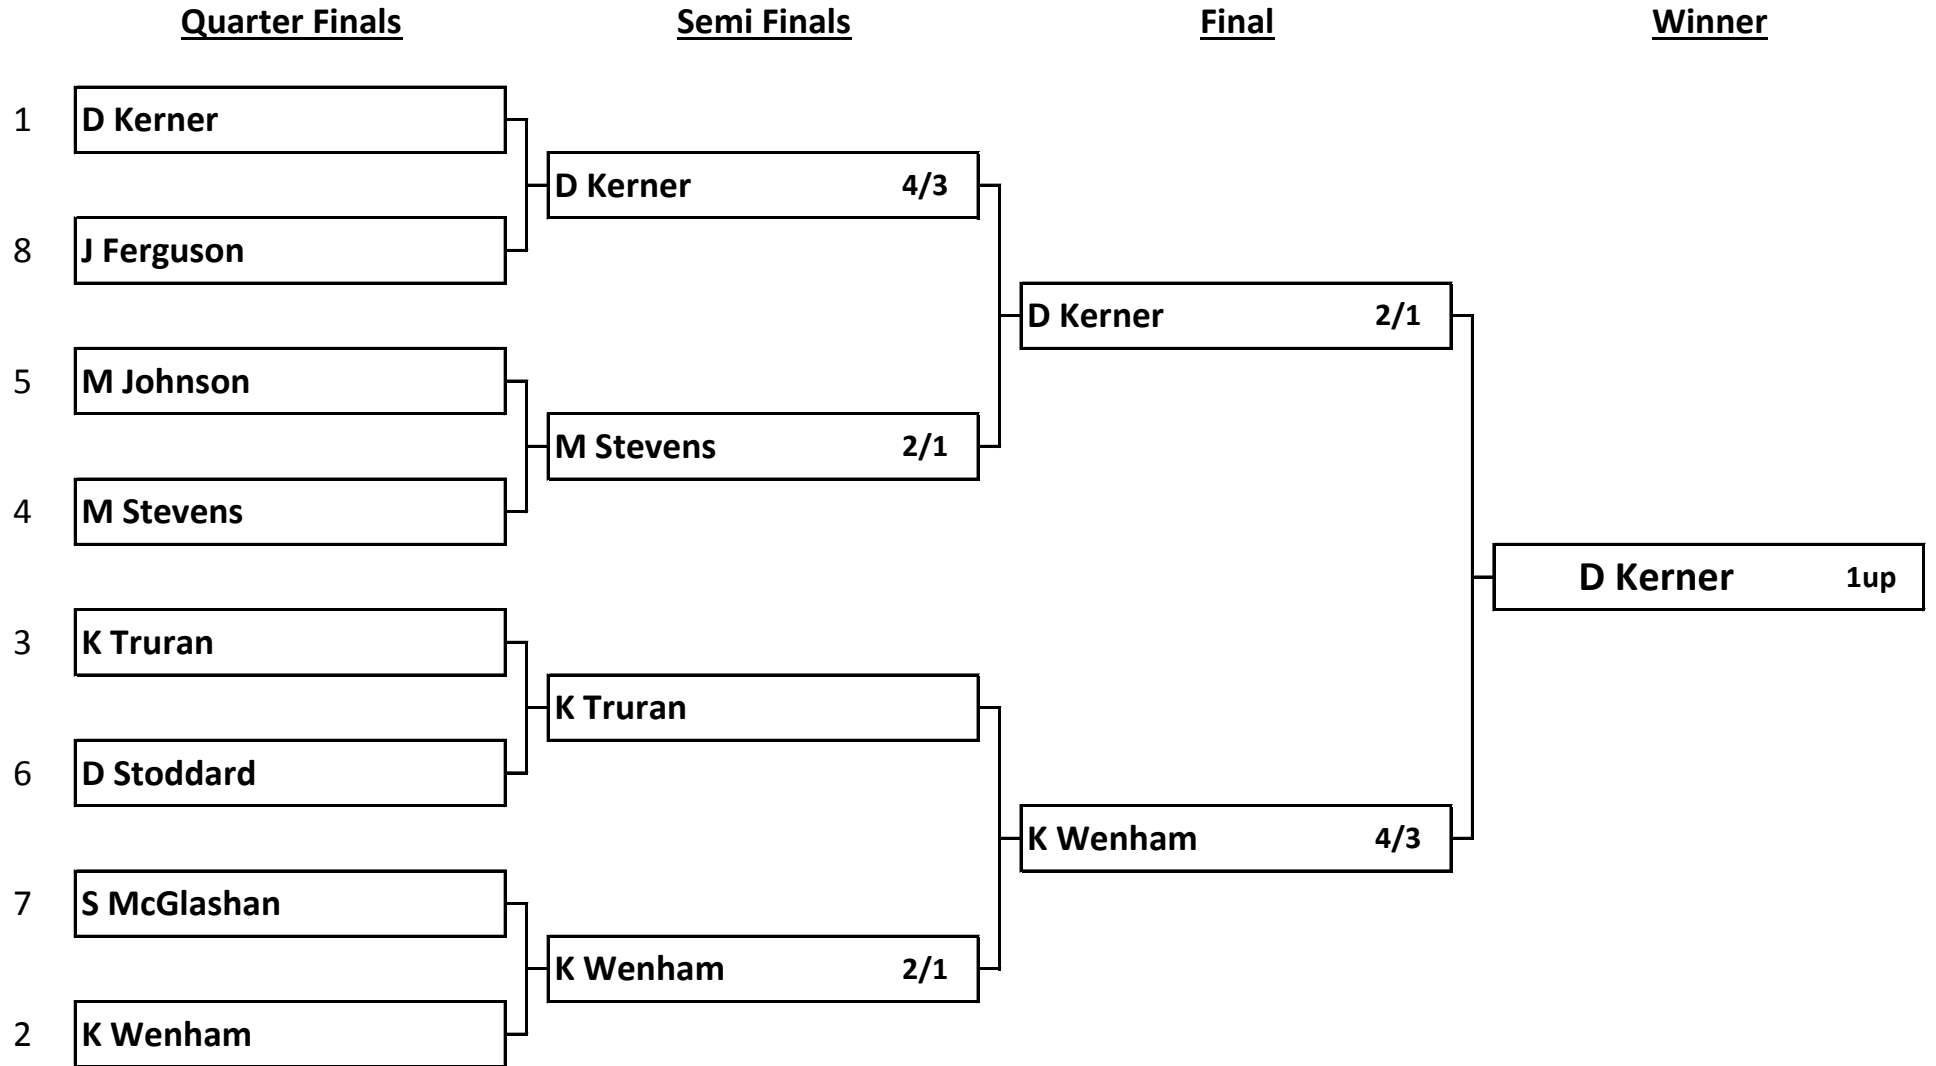 Quarter Finals Semi Finals Final Winner
1 D Kerner
D Kerner 4/3
8 J Ferguson
D Kerner 2/1
5 M Johnson
M Stevens 2/1
4 M Stevens
D Kerner 1up
3 K Truran
K Truran
6 D Stoddard
K Wenham 4/3
7 S McGlashan
K Wenham 2/1
2 K Wenham